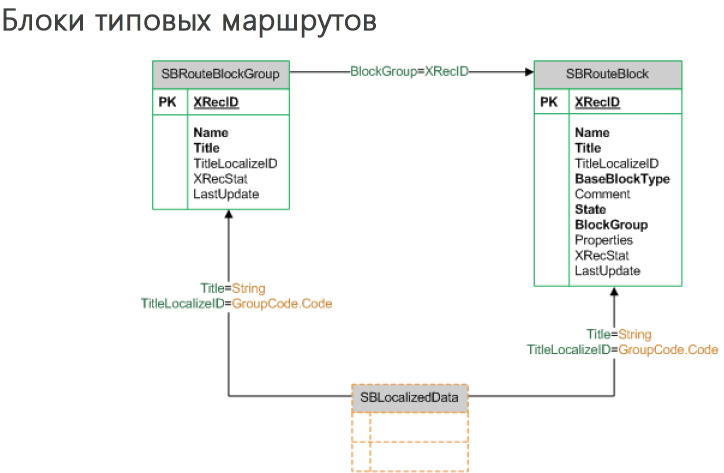 Блоки типовых маршрутов
SBRouteBlockGroup
BlockGroup=XRecID
SBRouteBlock
PK XRecID
PK XRecID
Name
Title
TitleLocalizeID
XRecStat
LastUpdate
Name
Title
TitleLocalizeID
BaseBlockType
Comment
State
BlockGroup
Properties
XRecStat
LastUpdate
Title=String
TitleLocalizeID=GroupCode.Code
Title=String
TitleLocalizeID=GroupCode.Code
SBLocalizedData